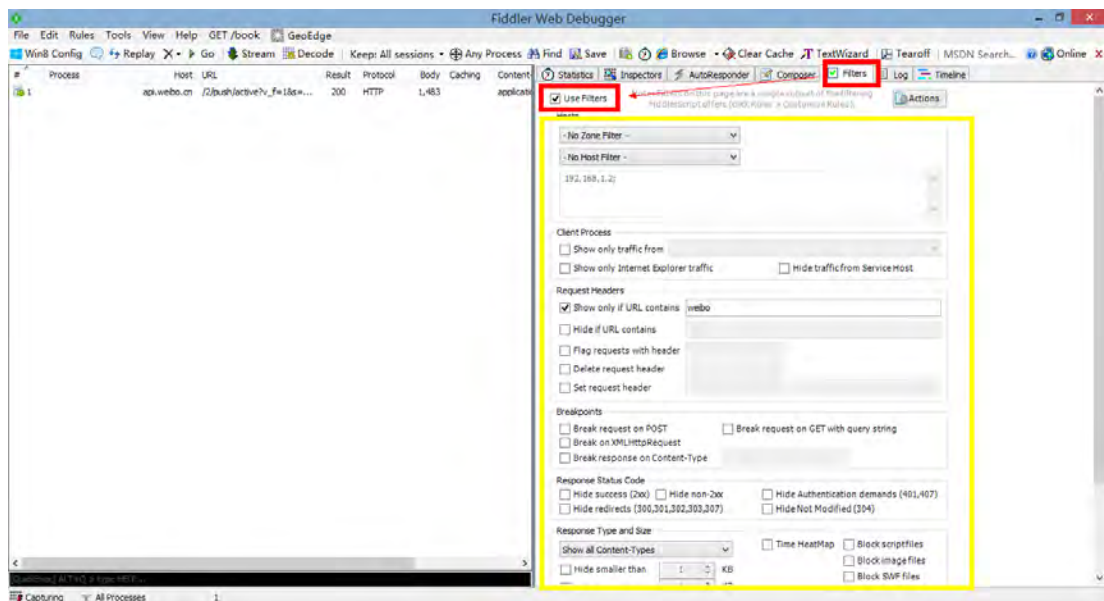 Fiddler Web Debugger
File Edit Rules Tools View Help GET /book GeoEdge
Win8 Config Replay X Go Stream Decode Keep: All sessions Any Process Find Save Browse Clear Cache TextWizard Tearoff MSDN Search... Online X
# Process Host URL Result Protocol Body Caching Content-
1 api.weibo.cn /2/push/active?v_f=1&s=... 200 HTTP 1,483 applicatio
Statistics Inspectors AutoResponder Composer Filters Log Timeline
Use Filters
Actions
Hosts
- No Zone Filter -
- No Host Filter -
192.168.1.2;
Client Process
Show only traffic from
Show only Internet Explorer traffic Hide traffic from Service Host
Request Headers
Show only if URL contains weibo
Hide if URL contains
Flag requests with header
Delete request header
Set request header
Breakpoints
Break request on POST Break request on GET with query string
Break on XMLHttpRequest
Break response on Content-Type
Response Status Code
Hide success (2xx) Hide non-2xx Hide Authentication demands (401,407)
Hide redirects (300,301,302,303,307) Hide Not Modified (304)
Response Type and Size
Show all Content-Types Time HeatMap Block script files
Block image files
Hide smaller than 1 KB
Block SWF files
Capturing All Processes 1